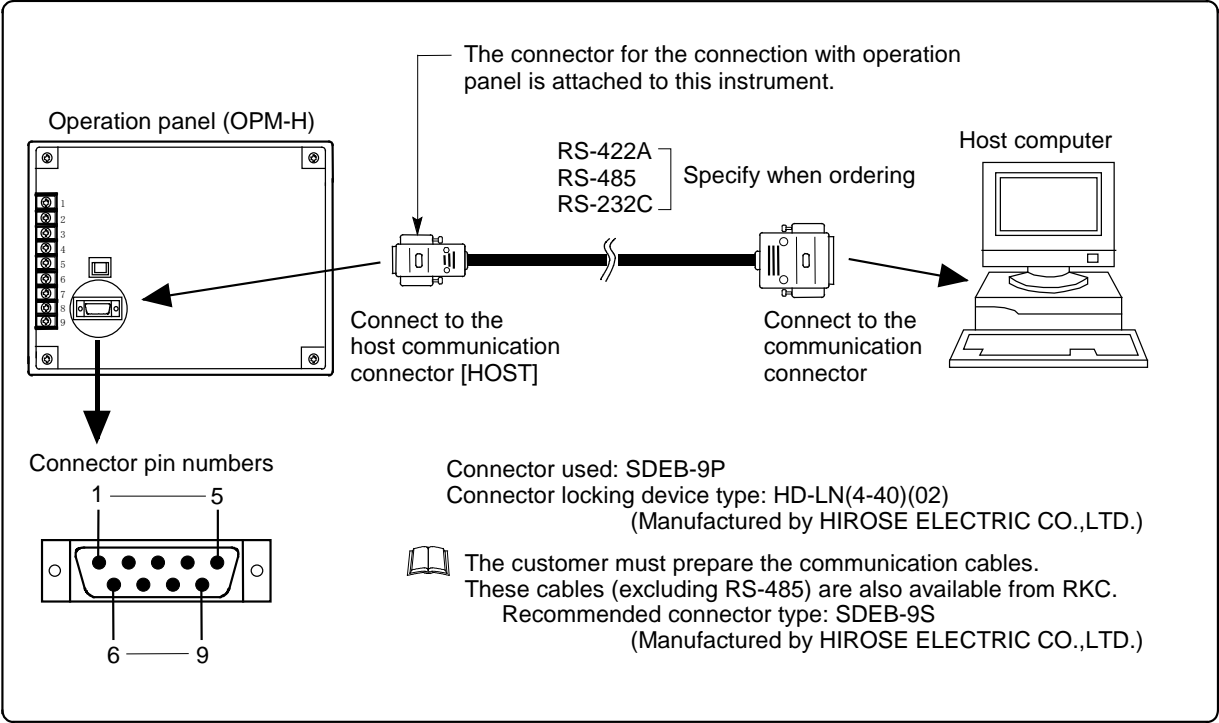 The connector for the connection with operation
panel is attached to this instrument.
Operation panel (OPM-H)
1
2
3
4
5
6
7
8
9
RS-422A
RS-485
RS-232C
Specify when ordering
Host computer
Connect to the
host communication
connector [HOST]
Connect to the
communication
connector
Connector pin numbers
1 5
6 9
Connector used: SDEB-9P
Connector locking device type: HD-LN(4-40)(02)
(Manufactured by HIROSE ELECTRIC CO.,LTD.)
The customer must prepare the communication cables.
These cables (excluding RS-485) are also available from RKC.
Recommended connector type: SDEB-9S
(Manufactured by HIROSE ELECTRIC CO.,LTD.)